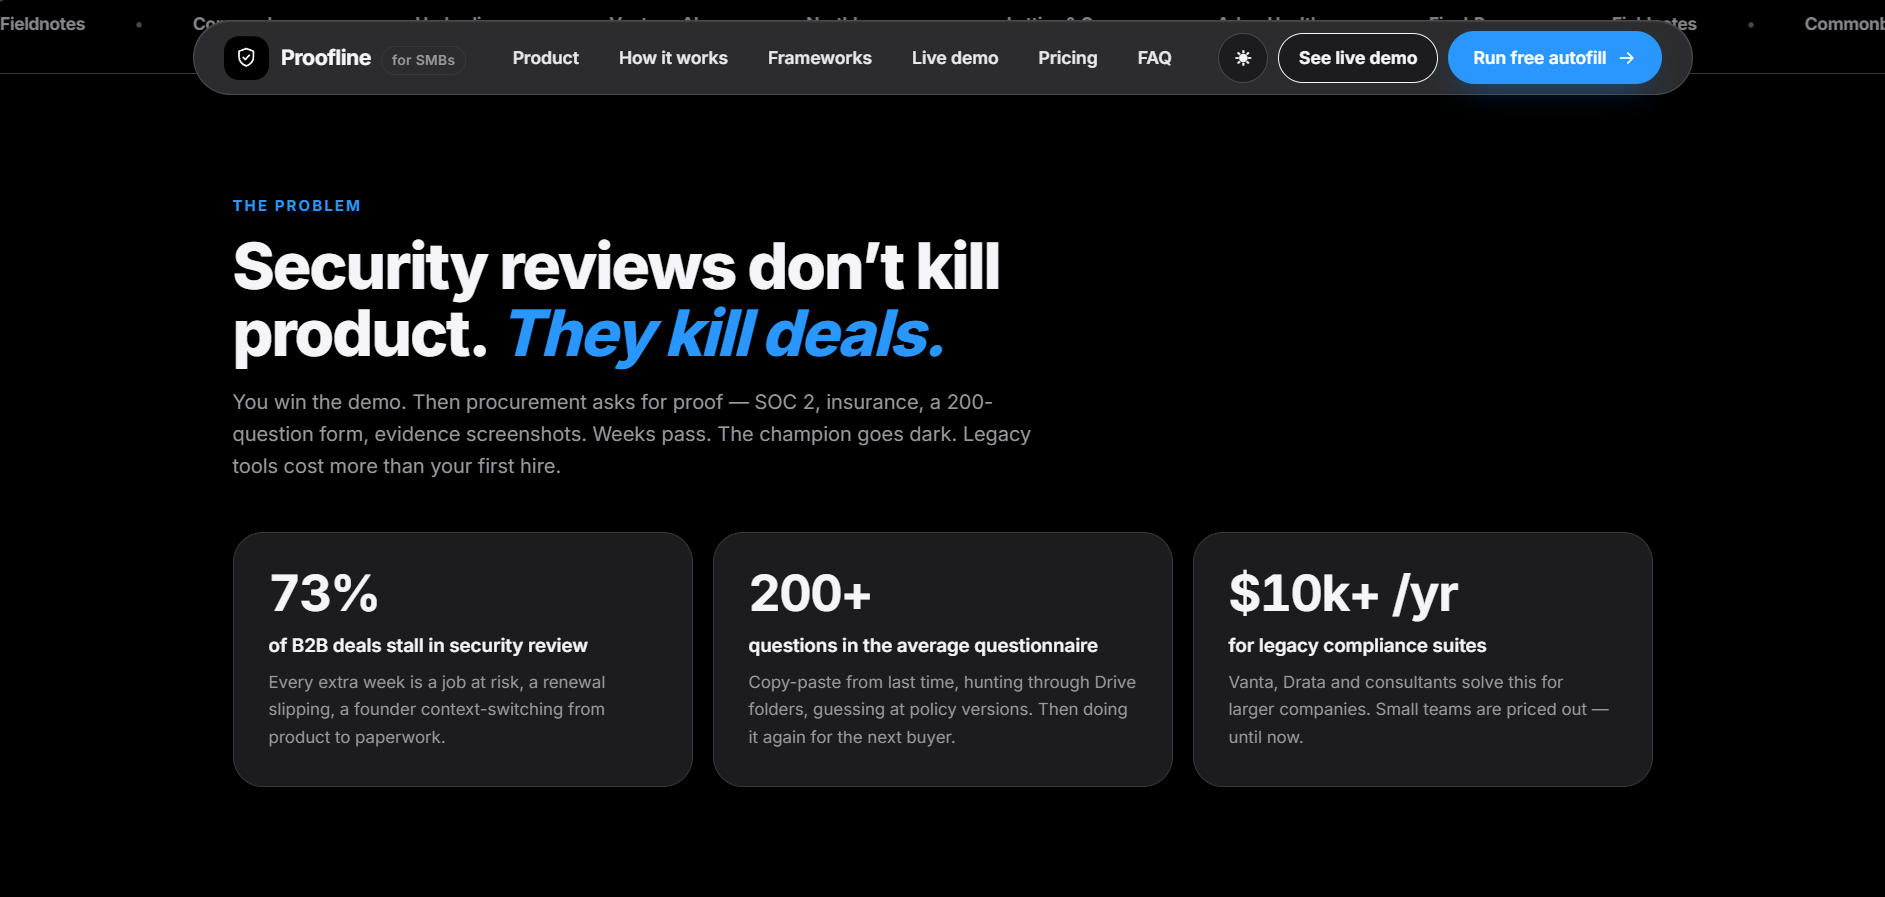 Fieldnotes
Commonb
Proofline
for SMBs
Product
How it works
Frameworks
Live demo
Pricing
FAQ
See live demo
Run free autofill →
THE PROBLEM
Security reviews don’t kill
product. They kill deals.
You win the demo. Then procurement asks for proof — SOC 2, insurance, a 200-
question form, evidence screenshots. Weeks pass. The champion goes dark. Legacy
tools cost more than your first hire.
73%
of B2B deals stall in security review
Every extra week is a job at risk, a renewal
slipping, a founder context-switching from
product to paperwork.
200+
questions in the average questionnaire
Copy-paste from last time, hunting through Drive
folders, guessing at policy versions. Then doing
it again for the next buyer.
$10k+ /yr
for legacy compliance suites
Vanta, Drata and consultants solve this for
larger companies. Small teams are priced out —
until now.